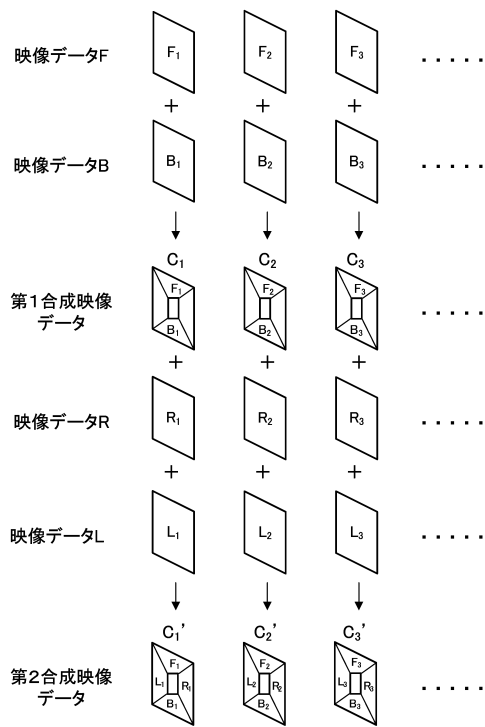 映像データF F₁ F₂ F₃ ・・・・・
+ + +
映像データB B₁ B₂ B₃ ・・・・・
↓ ↓ ↓
C₁ C₂ C₃
第1合成映像 F₁ F₂ F₃
データ B₁ B₂ B₃ ・・・・・
+ + +
映像データR R₁ R₂ R₃ ・・・・・
+ + +
映像データL L₁ L₂ L₃ ・・・・・
↓ ↓ ↓
C₁’ C₂’ C₃’
F₁ F₂ F₃
第2合成映像 L₁ R₁ L₂ R₂ L₃ R₃ ・・・・・
データ B₁ B₂ B₃